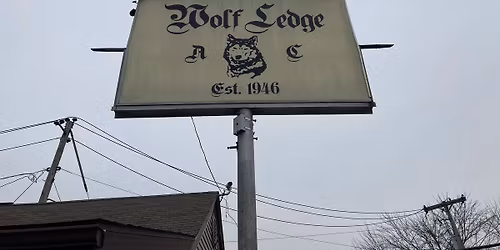 Wolf Ledge
A C
Est. 1946